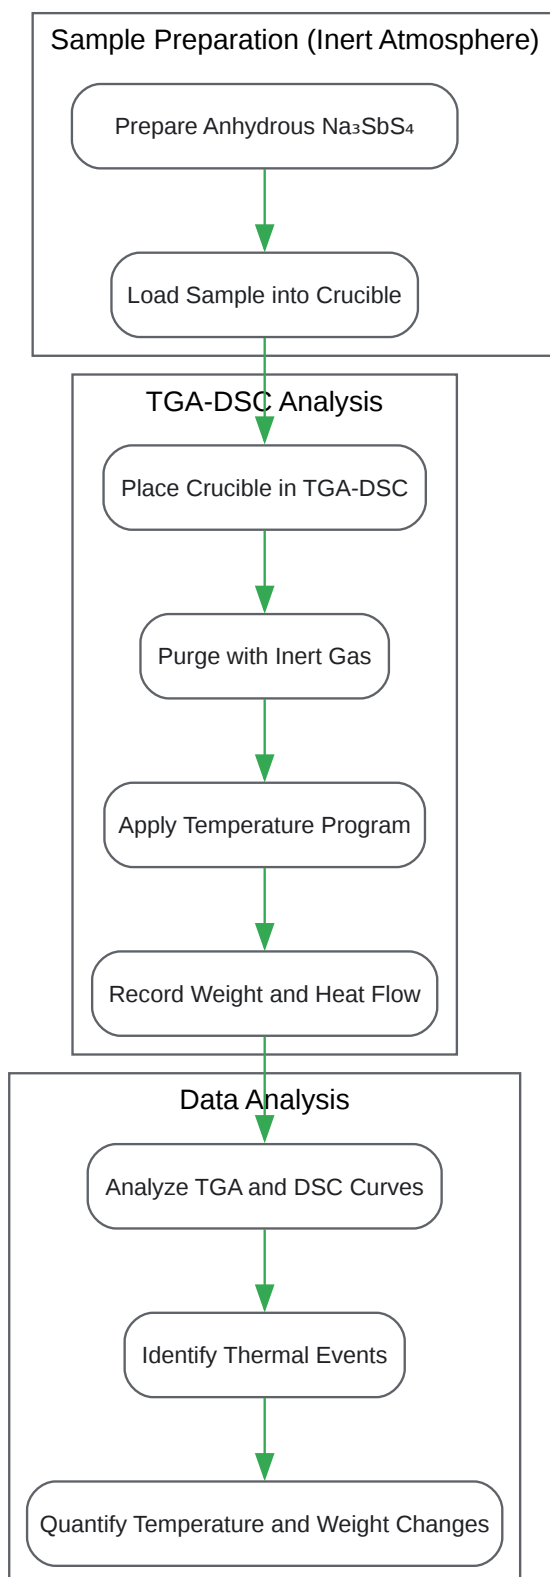 Sample Preparation (Inert Atmosphere)
Prepare Anhydrous Na₃SbS₄
Load Sample into Crucible
TGA-DSC Analysis
Place Crucible in TGA-DSC
Purge with Inert Gas
Apply Temperature Program
Record Weight and Heat Flow
Data Analysis
Analyze TGA and DSC Curves
Identify Thermal Events
Quantify Temperature and Weight Changes